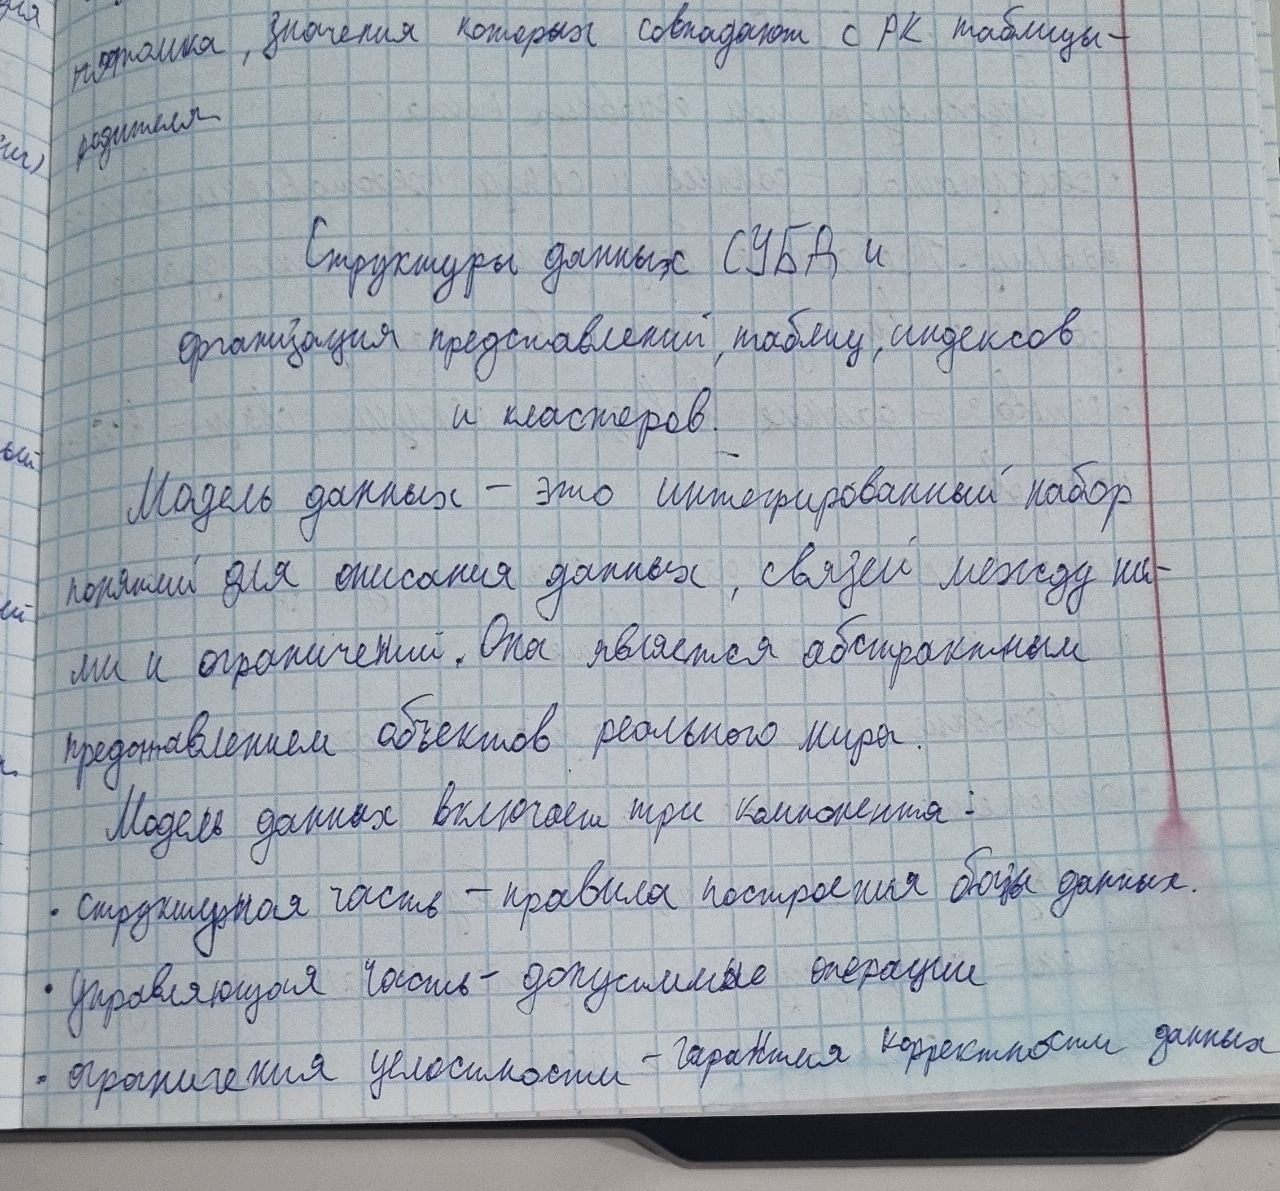 потомка, значения которых совпадают с PK таблицы-
родителя
Структуры данных СУБД и
организация представлений, таблиц, индексов
и кластеров.
Модель данных – это интегрированный набор
понятий для описания данных, связей между ни-
ми и ограничений. Она является абстрактным
представлением объектов реального мира.
Модель данных включает три компонента:
• структурная часть – правила построения базы данных.
• управляющая часть – допустимые операции
• ограничения целостности – гарантия корректности данных